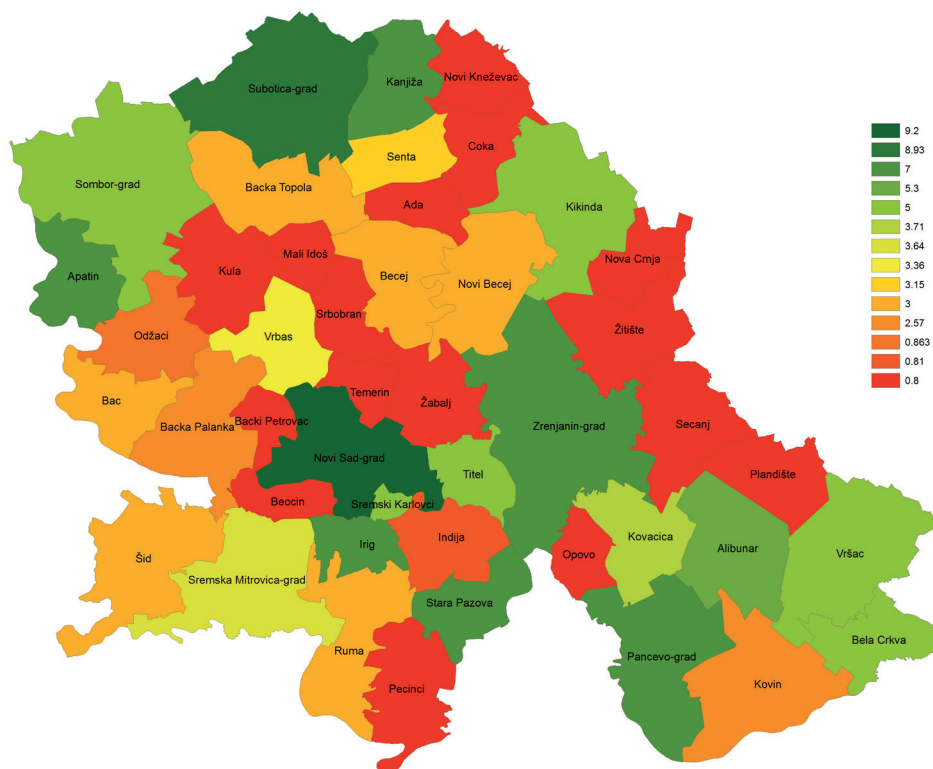 Subotica-grad
Kanjiža
Novi Kneževac
Coka
Senta
Sombor-grad
Backa Topola
Ada
Kikinda
Apatin
Kula
Mali Idoš
Becej
Novi Becej
Nova Crnja
Srbobran
Žitište
Odžaci
Vrbas
Bac
Backa Palanka
Backi Petrovac
Temerin
Žabalj
Zrenjanin-grad
Secanj
Novi Sad-grad
Titel
Plandište
Beocin
Sremski Karlovci
Šid
Sremska Mitrovica-grad
Irig
Indija
Opovo
Kovacica
Alibunar
Vršac
Stara Pazova
Ruma
Pecinci
Pancevo-grad
Kovin
Bela Crkva
9.2
8.93
7
5.3
5
3.71
3.64
3.36
3.15
3
2.57
0.863
0.81
0.8